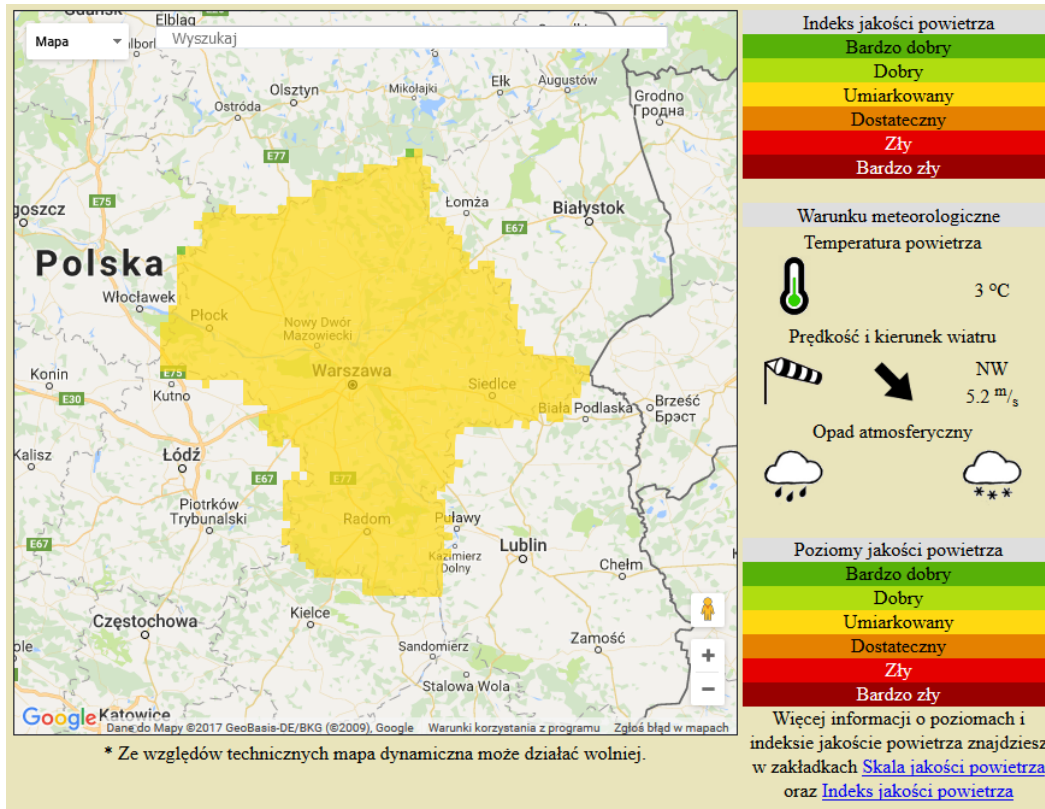 Gdańsk
Elbląg
Mapa
Wyszukaj
Olsztyn
Mikołajki
Ełk
Augustów
Ostróda
Grodno
Гродна
E77
E75
Łomża
Białystok
E67
Polska
Włocławek
Płock
Nowy Dwór
Mazowiecki
Konin
E75
Warszawa
Siedlce
E30
Kutno
Biała Podlaska
Brześć
Брэст
Kalisz
Łódź
E67
E77
Piotrków
Trybunalski
Radom
Puławy
E67
Lublin
Kazimierz
Dolny
Chełm
Częstochowa
Kielce
Sandomierz
Zamość
Stalowa Wola
Google
Katowice
Dane do Mapy ©2017 GeoBasis-DE/BKG (©2009), Google Warunki korzystania z programu Zgłoś błąd w mapach
* Ze względów technicznych mapa dynamiczna może działać wolniej.
Indeks jakości powietrza
Bardzo dobry
Dobry
Umiarkowany
Dostateczny
Zły
Bardzo zły
Warunku meteorologiczne
Temperatura powietrza
3 °C
Prędkość i kierunek wiatru
NW
5.2 m/s
Opad atmosferyczny
Poziomy jakości powietrza
Bardzo dobry
Dobry
Umiarkowany
Dostateczny
Zły
Bardzo zły
Więcej informacji o poziomach i
indeksie jakoście powietrza znajdziesz
w zakładkach Skala jakości powietrza
oraz Indeks jakości powietrza